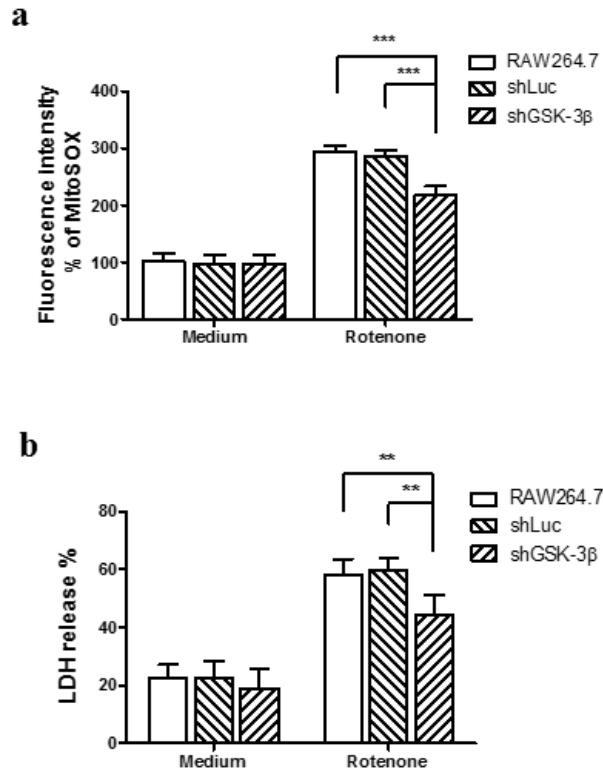 a
***
***
RAW264.7
shLuc
shGSK-3β
Fluorescence Intensity
% of MitoSOX
400
300
200
100
0
Medium Rotenone
b
**
**
RAW264.7
shLuc
shGSK-3β
LDH release %
80
60
40
20
0
Medium Rotenone